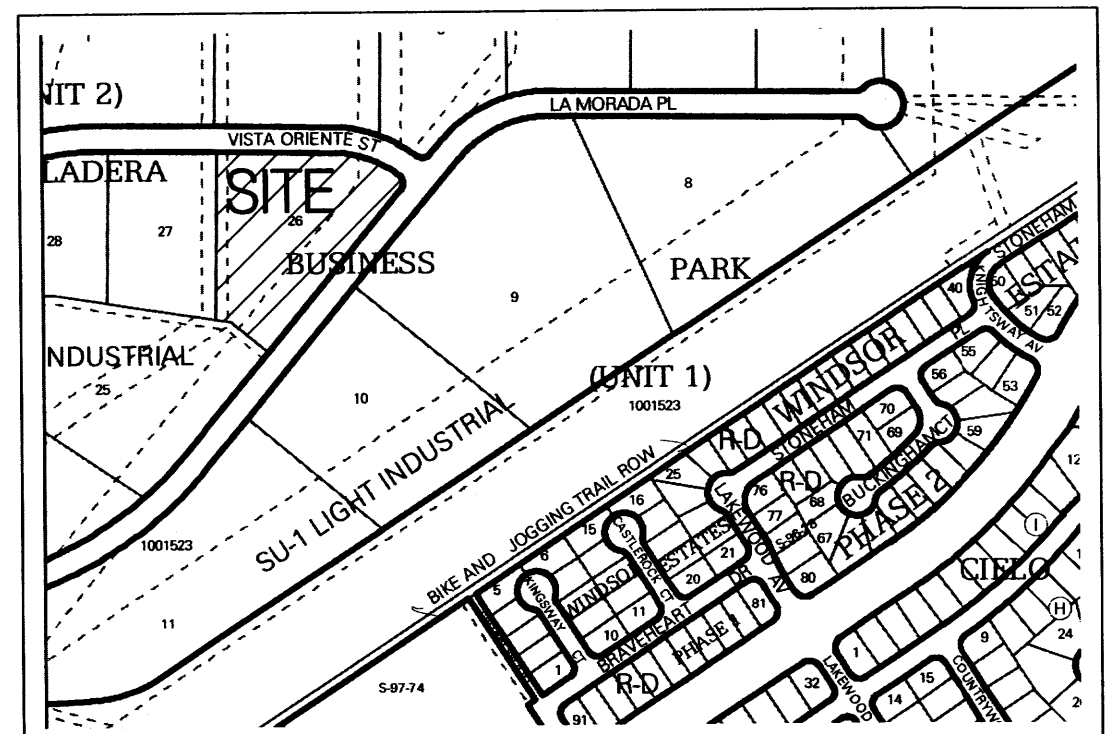 NIT 2)
LA MORADA PL
VISTA ORIENTE ST
LADERA
SITE
26
27
28
8
BUSINESS
PARK
9
STONEHAM
40
50
ESTA
KNIGHTSWAY AV
51
52
NDUSTRIAL
25
(UNIT 1)
1001523
10
SU-1 LIGHT INDUSTRIAL
WINDSOR
PL
55
56
53
R-D
STONEHAM
70
71
69
59
BUCKINGHAM CT
BIKE AND JOGGING TRAIL ROW
25
76
R-D
68
77
67
PHASE 2
80
LAKEWOOD AV
12
I
1001523
16
15
6
5
CASTLEROCK CT
WINDSOR ESTATES
21
20
DR
KINGSWAY CT
11
10
BRAVEHEART
81
PHASE 1
CIELO
H
24
9
11
1
R-D
S-97-74
91
32
LAKEWOOD
1
15
14
COUNTRYW
2